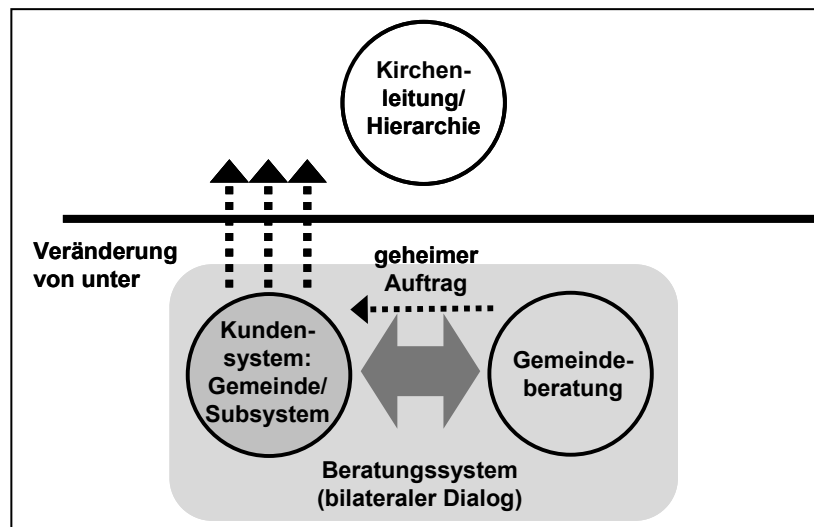 Kirchen-
leitung/
Hierarchie
Veränderung
von unter
geheimer
Auftrag
Kunden-
system:
Gemeinde/
Subsystem
Gemeinde-
beratung
Beratungssystem
(bilateraler Dialog)